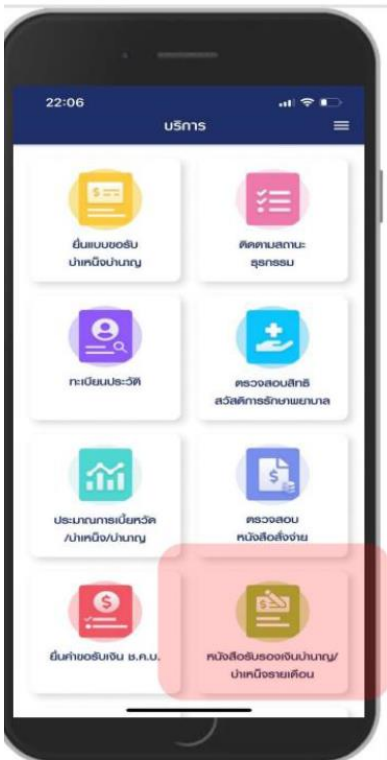 22:06
บริการ
ยื่นแบบขอรับ
บำเหน็จบำนาญ
ติดตามสถานะ
ธุรกรรม
ทะเบียนประวัติ
ตรวจสอบสิทธิ
สวัสดิการรักษาพยาบาล
ประมาณการเบี้ยหวัด
/บำเหน็จ/บำนาญ
ตรวจสอบ
หนังสือสั่งจ่าย
ยื่นคำขอรับเงิน ช.ค.บ.
หนังสือรับรองเงินบำนาญ/
บำเหน็จรายเดือน